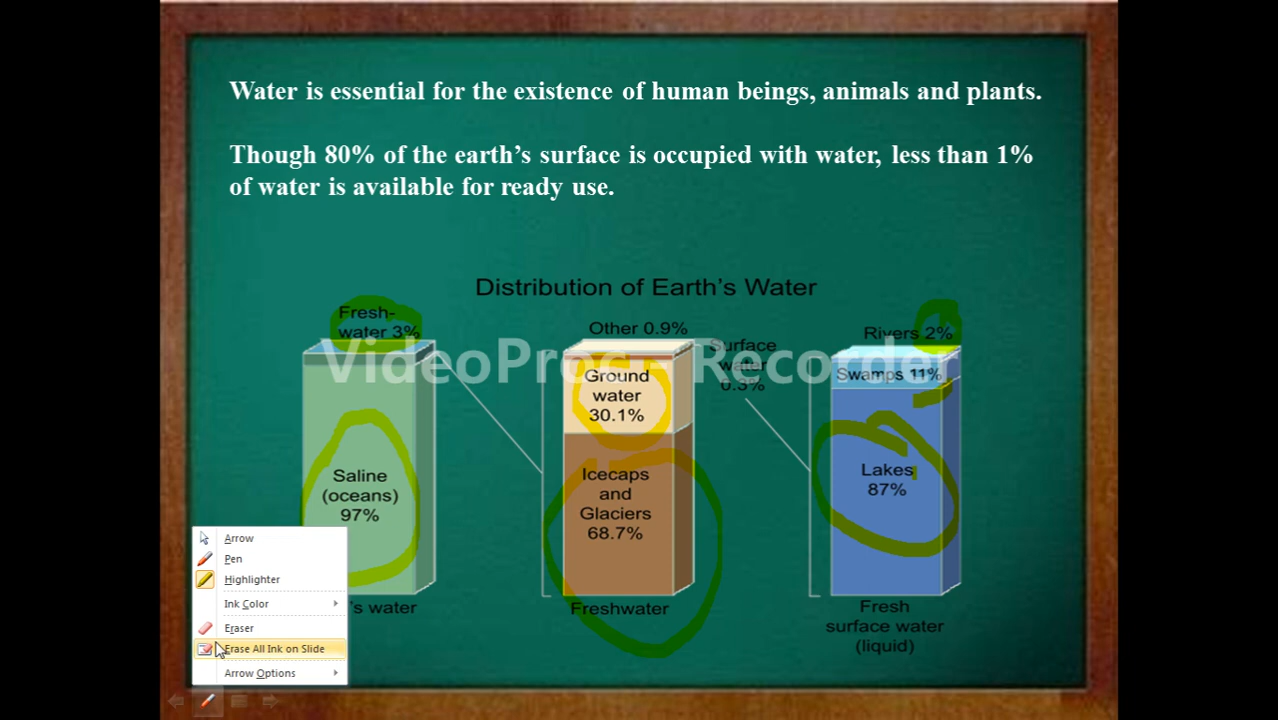 Water is essential for the existence of human beings, animals and plants.
Though 80% of the earth's surface is occupied with water, less than 1%
of water is available for ready use.
Distribution of Earth's Water
Fresh-
water 3%
Saline
(oceans)
97%
's water
Other 0.9%
Ground
water
30.1%
Icecaps
and
Glaciers
68.7%
Freshwater
Surface
water
0.3%
Rivers 2%
Swamps 11%
Lakes
87%
Fresh
surface water
(liquid)
VideoProc - Recorder
Arrow
Pen
Highlighter
Ink Color
Eraser
Erase All Ink on Slide
Arrow Options